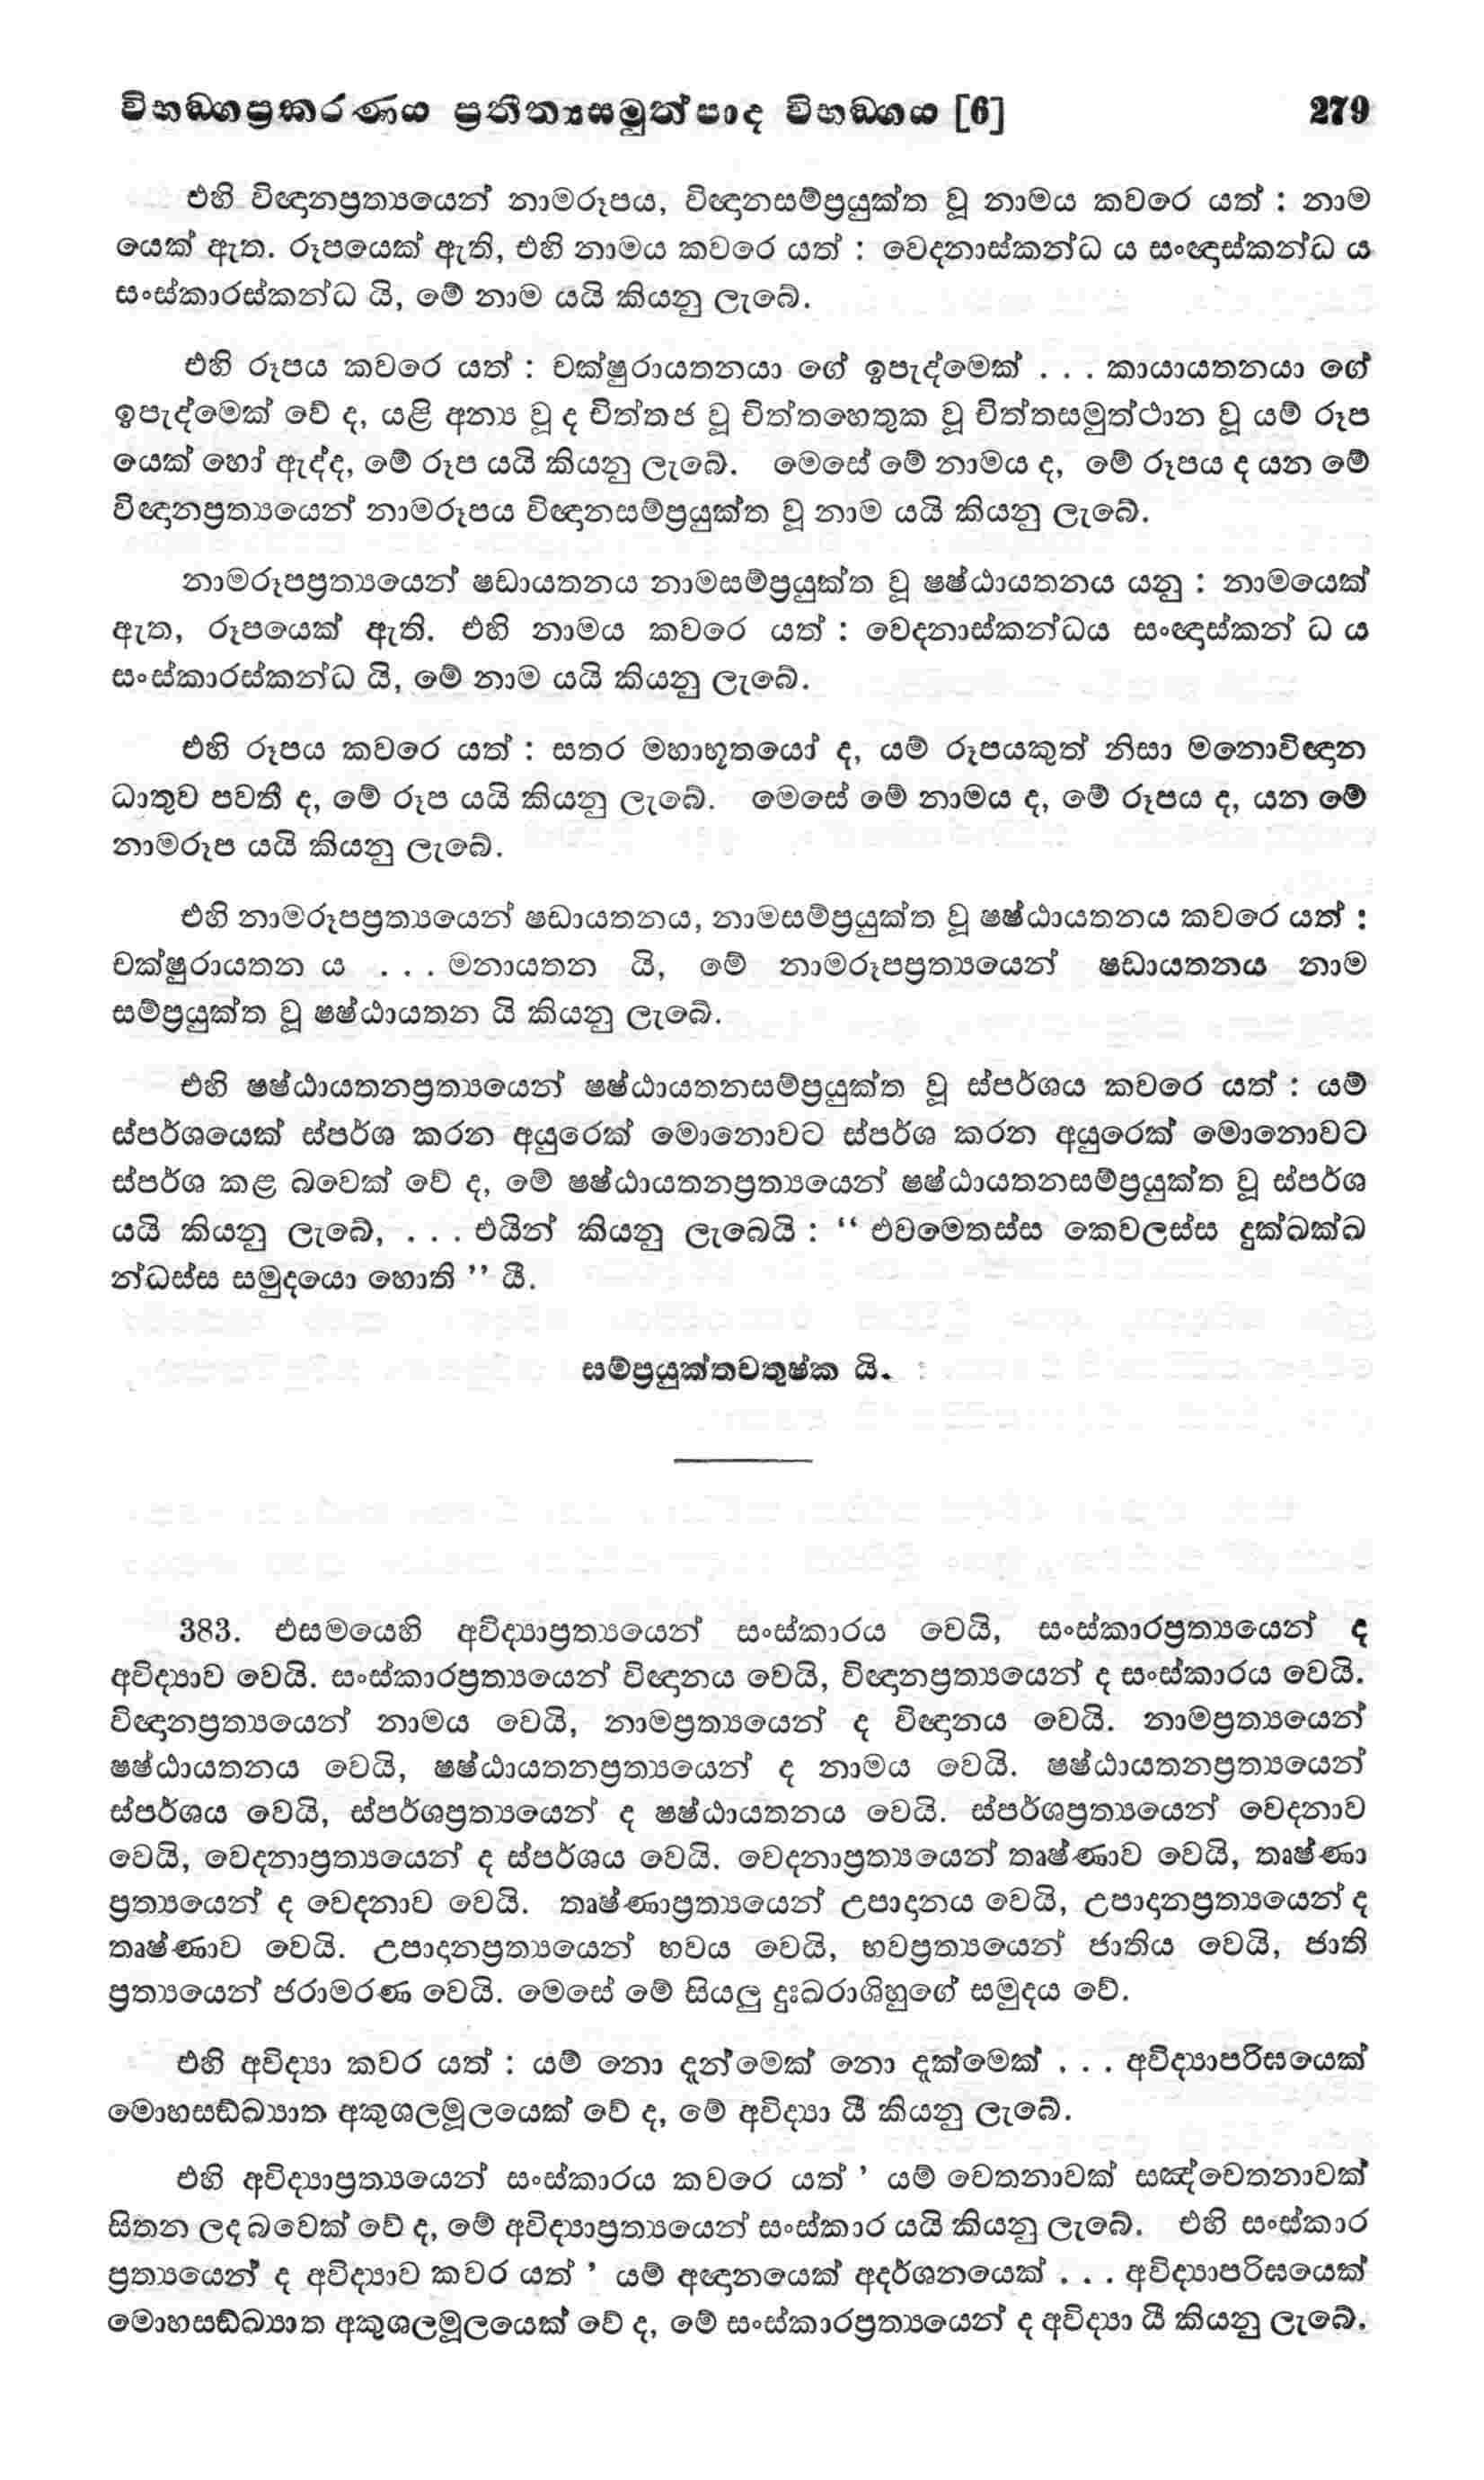 විභඞ්ගප්‍රකරණය ප්‍රතීත්‍යසමුත්පාද විභඞ්ගය [6] 279
එහි විඥානප්‍රත්‍යයෙන් නාමරූපය, විඥානසම්ප්‍රයුක්ත වූ නාමය කවරෙ යත් : නාම
යෙක් ඇත. රූපයෙක් ඇති, එහි නාමය කවරෙ යත් : වෙදනාස්කන්ධ ය සංඥාස්කන්ධ ය
සංස්කාරස්කන්ධ යි, මේ නාම යයි කියනු ලැබේ.
එහි රූපය කවරෙ යත් : චක්ෂුරායතනයා ගේ ඉපැද්මෙක් . . . කායායතනයා ගේ
ඉපැද්මෙක් වේ ද, යළි අන්‍ය වූ ද චිත්තජ වූ චිත්තහෙතුක වූ චිත්තසමුත්ථාන වූ යම් රූප
යෙක් හෝ ඇද්ද, මේ රූප යයි කියනු ලැබේ. මෙසේ මේ නාමය ද, මේ රූපය ද යන මේ
විඥානප්‍රත්‍යයෙන් නාමරූපය විඥානසම්ප්‍රයුක්ත වූ නාම යයි කියනු ලැබේ.
නාමරූපප්‍රත්‍යයෙන් ෂඩායතනය නාමසම්ප්‍රයුක්ත වූ ෂෂ්ඨායතනය යනු : නාමයෙක්
ඇත, රූපයෙක් ඇති. එහි නාමය කවරෙ යත් : වෙදනාස්කන්ධය සංඥාස්කන් ධ ය
සංස්කාරස්කන්ධ යි, මේ නාම යයි කියනු ලැබේ.
එහි රූපය කවරෙ යත් : සතර මහාභූතයෝ ද, යම් රූපයකුත් නිසා මනොවිඥාන
ධාතුව පවතී ද, මේ රූප යයි කියනු ලැබේ. මෙසේ මේ නාමය ද, මේ රූපය ද, යන මේ
නාමරූප යයි කියනු ලැබේ.
එහි නාමරූපප්‍රත්‍යයෙන් ෂඩායතනය, නාමසම්ප්‍රයුක්ත වූ ෂෂ්ඨායතනය කවරෙ යත් :
චක්ෂුරායතන ය . . . මනායතන යි, මේ නාමරූපප්‍රත්‍යයෙන් ෂඩායතනය නාම
සම්ප්‍රයුක්ත වූ ෂෂ්ඨායතන යි කියනු ලැබේ.
එහි ෂෂ්ඨායතනප්‍රත්‍යයෙන් ෂෂ්ඨායතනසම්ප්‍රයුක්ත වූ ස්පර්ශය කවරෙ යත් : යම්
ස්පර්ශයෙක් ස්පර්ශ කරන අයුරෙක් මොනොවට ස්පර්ශ කරන අයුරෙක් මොනොවට
ස්පර්ශ කළ බවෙක් වේ ද, මේ ෂෂ්ඨායතනප්‍රත්‍යයෙන් ෂෂ්ඨායතනසම්ප්‍රයුක්ත වූ ස්පර්ශ
යයි කියනු ලැබේ, . . . එයින් කියනු ලැබෙයි : “ එවමෙතස්ස කෙවලස්ස දුක්ඛක්ඛ
න්ධස්ස සමුදයො හොති ” යී.
සම්ප්‍රයුක්තචතුෂ්ක යි.
383. එසමයෙහි අවිද්‍යාප්‍රත්‍යයෙන් සංස්කාරය වෙයි, සංස්කාරප්‍රත්‍යයෙන් ද
අවිද්‍යාව වෙයි. සංස්කාරප්‍රත්‍යයෙන් විඥානය වෙයි, විඥානප්‍රත්‍යයෙන් ද සංස්කාරය වෙයි.
විඥානප්‍රත්‍යයෙන් නාමය වෙයි, නාමප්‍රත්‍යයෙන් ද විඥානය වෙයි. නාමප්‍රත්‍යයෙන්
ෂෂ්ඨායතනය වෙයි, ෂෂ්ඨායතනප්‍රත්‍යයෙන් ද නාමය වෙයි. ෂෂ්ඨායතනප්‍රත්‍යයෙන්
ස්පර්ශය වෙයි, ස්පර්ශප්‍රත්‍යයෙන් ද ෂෂ්ඨායතනය වෙයි. ස්පර්ශප්‍රත්‍යයෙන් වෙදනාව
වෙයි, වෙදනාප්‍රත්‍යයෙන් ද ස්පර්ශය වෙයි. වෙදනාප්‍රත්‍යයෙන් තෘෂ්ණාව වෙයි, තෘෂ්ණා
ප්‍රත්‍යයෙන් ද වෙදනාව වෙයි. තෘෂ්ණාප්‍රත්‍යයෙන් උපාදානය වෙයි, උපාදානප්‍රත්‍යයෙන් ද
තෘෂ්ණාව වෙයි. උපාදානප්‍රත්‍යයෙන් භවය වෙයි, භවප්‍රත්‍යයෙන් ජාතිය වෙයි, ජාති
ප්‍රත්‍යයෙන් ජරාමරණ වෙයි. මෙසේ මේ සියලු දුඃඛරාශිහුගේ සමුදය වේ.
එහි අවිද්‍යා කවර යත් : යම් නො දැන්මෙක් නො දැක්මෙක් . . . අවිද්‍යාපරිඝයෙක්
මොහසඞ්ඛ්‍යාත අකුශලමූලයෙක් වේ ද, මේ අවිද්‍යා යී කියනු ලැබේ.
එහි අවිද්‍යාප්‍රත්‍යයෙන් සංස්කාරය කවරෙ යත් ’ යම් චෙතනාවක් සඤ්චෙතනාවක්
සිතන ලද බවෙක් වේ ද, මේ අවිද්‍යාප්‍රත්‍යයෙන් සංස්කාර යයි කියනු ලැබේ. එහි සංස්කාර
ප්‍රත්‍යයෙන් ද අවිද්‍යාව කවර යත් ’ යම් අඥානයෙක් අදර්ශනයෙක් . . . අවිද්‍යාපරිඝයෙක්
මොහසඞ්ඛ්‍යාත අකුශලමූලයෙක් වේ ද, මේ සංස්කාරප්‍රත්‍යයෙන් ද අවිද්‍යා යී කියනු ලැබේ.